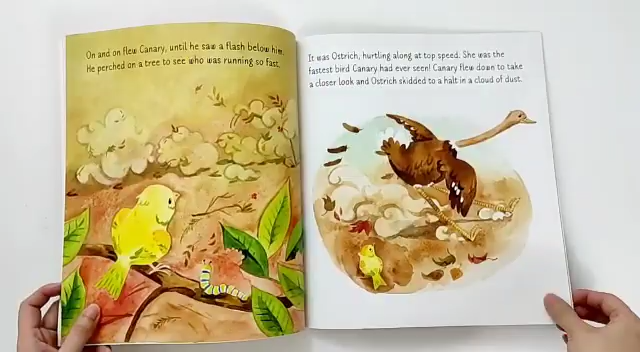 On and on flew Canary, until he saw a flash below him.
He perched on a tree to see who was running so fast.
It was Ostrich, hurtling along at top speed. She was the
fastest bird Canary had ever seen! Canary flew down to take
a closer look and Ostrich skidded to a halt in a cloud of dust.